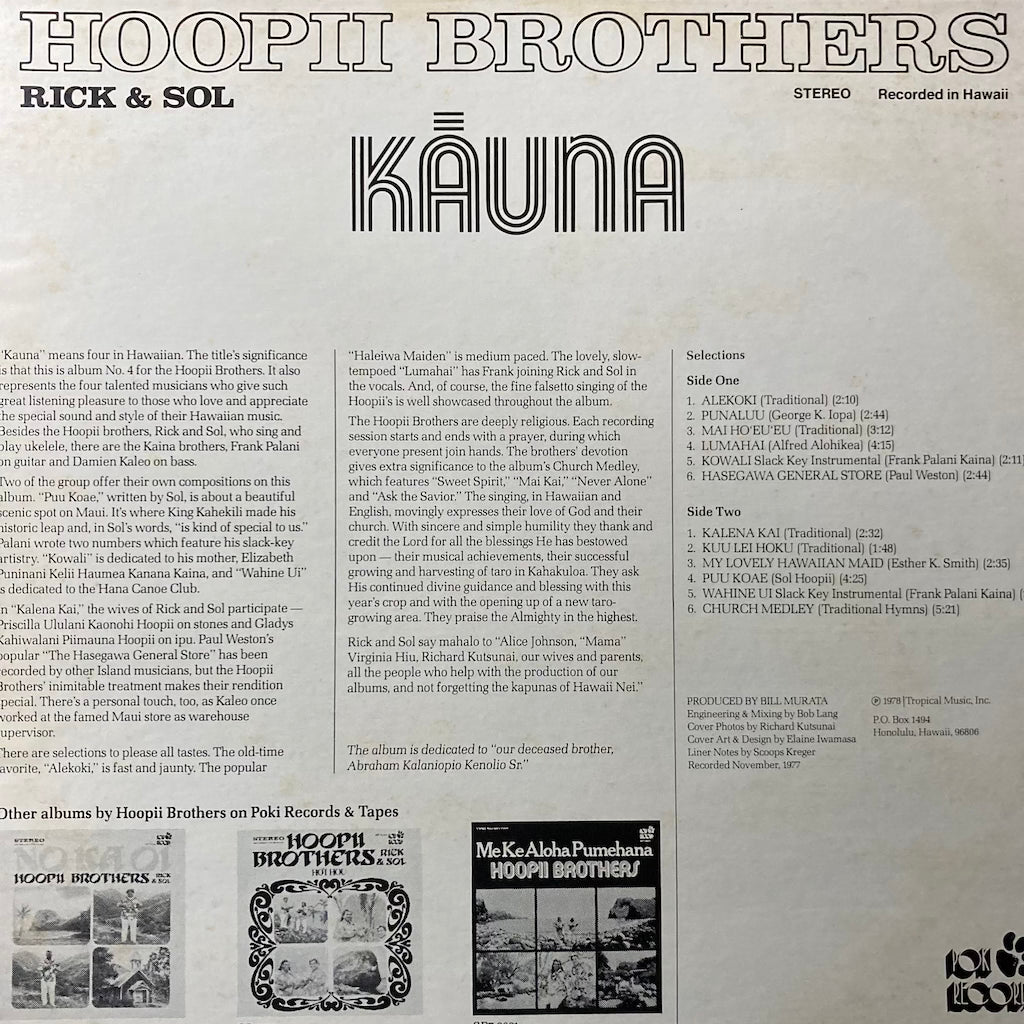 HOOPII BROTHERS
RICK & SOL
STEREO Recorded in Hawaii
KĀUNA
"Kauna" means four in Hawaiian. The title's significance
is that this is album No. 4 for the Hoopii Brothers. It also
represents the four talented musicians who give such
great listening pleasure to those who love and appreciate
the special sound and style of their Hawaiian music.
Besides the Hoopii brothers, Rick and Sol, who sing and
play ukelele, there are the Kaina brothers, Frank Palani
on guitar and Damien Kaleo on bass.
Two of the group offer their own compositions on this
album. "Puu Koae," written by Sol, is about a beautiful
scenic spot on Maui. It's where King Kahekili made his
historic leap and, in Sol's words, "is kind of special to us."
Palani wrote two numbers which feature his slack-key
artistry. "Kowali" is dedicated to his mother, Elizabeth
Puninani Kelii Haumea Kanana Kaina, and "Wahine Ui"
is dedicated to the Hana Canoe Club.
In "Kalena Kai," the wives of Rick and Sol participate —
Priscilla Ululani Kaonohi Hoopii on stones and Gladys
Kahiwalani Piimauna Hoopii on ipu. Paul Weston's
popular "The Hasegawa General Store" has been
recorded by other Island musicians, but the Hoopii
Brothers' inimitable treatment makes their rendition
special. There's a personal touch, too, as Kaleo once
worked at the famed Maui store as warehouse
supervisor.
There are selections to please all tastes. The old-time
favorite, "Alekoki," is fast and jaunty. The popular
"Haleiwa Maiden" is medium paced. The lovely, slow-
tempoed "Lumahai" has Frank joining Rick and Sol in
the vocals. And, of course, the fine falsetto singing of the
Hoopii's is well showcased throughout the album.
The Hoopii Brothers are deeply religious. Each recording
session starts and ends with a prayer, during which
everyone present join hands. The brothers' devotion
gives extra significance to the album's Church Medley,
which features "Sweet Spirit," "Mai Kai," "Never Alone"
and "Ask the Savior." The singing, in Hawaiian and
English, movingly expresses their love of God and their
church. With sincere and simple humility they thank and
credit the Lord for all the blessings He has bestowed
upon — their musical achievements, their successful
growing and harvesting of taro in Kahakuloa. They ask
His continued divine guidance and blessing with this
year's crop and with the opening up of a new taro-
growing area. They praise the Almighty in the highest.
Rick and Sol say mahalo to "Alice Johnson, "Mama"
Virginia Hiu, Richard Kutsunai, our wives and parents,
all the people who help with the production of our
albums, and not forgetting the kapunas of Hawaii Nei."
The album is dedicated to "our deceased brother,
Abraham Kalaniopio Kenolio Sr."
Selections
Side One
1. ALEKOKI (Traditional) (2:10)
2. PUNALUU (George K. Iopa) (2:44)
3. MAI HO'EU'EU (Traditional) (3:12)
4. LUMAHAI (Alfred Alohikea) (4:15)
5. KOWALI Slack Key Instrumental (Frank Palani Kaina) (2:11)
6. HASEGAWA GENERAL STORE (Paul Weston) (2:44)
Side Two
1. KALENA KAI (Traditional) (2:32)
2. KUU LEI HOKU (Traditional) (1:48)
3. MY LOVELY HAWAIIAN MAID (Esther K. Smith) (2:35)
4. PUU KOAE (Sol Hoopii) (4:25)
5. WAHINE UI Slack Key Instrumental (Frank Palani Kaina) (
6. CHURCH MEDLEY (Traditional Hymns) (5:21)
PRODUCED BY BILL MURATA
Engineering & Mixing by Bob Lang
Cover Photos by Richard Kutsunai
Cover Art & Design by Elaine Iwamasa
Liner Notes by Scoops Kreger
Recorded November, 1977
℗ 1978 Tropical Music, Inc.
P.O. Box 1494
Honolulu, Hawaii, 96806
Other albums by Hoopii Brothers on Poki Records & Tapes
STEREO
NO KA OI
HOOPII BROTHERS RICK & SOL
STEREO
HOOPII
BROTHERS RICK & SOL
HOI HOU
Me Ke Aloha Pumehana
HOOPII BROTHERS
POKI
RECORDS